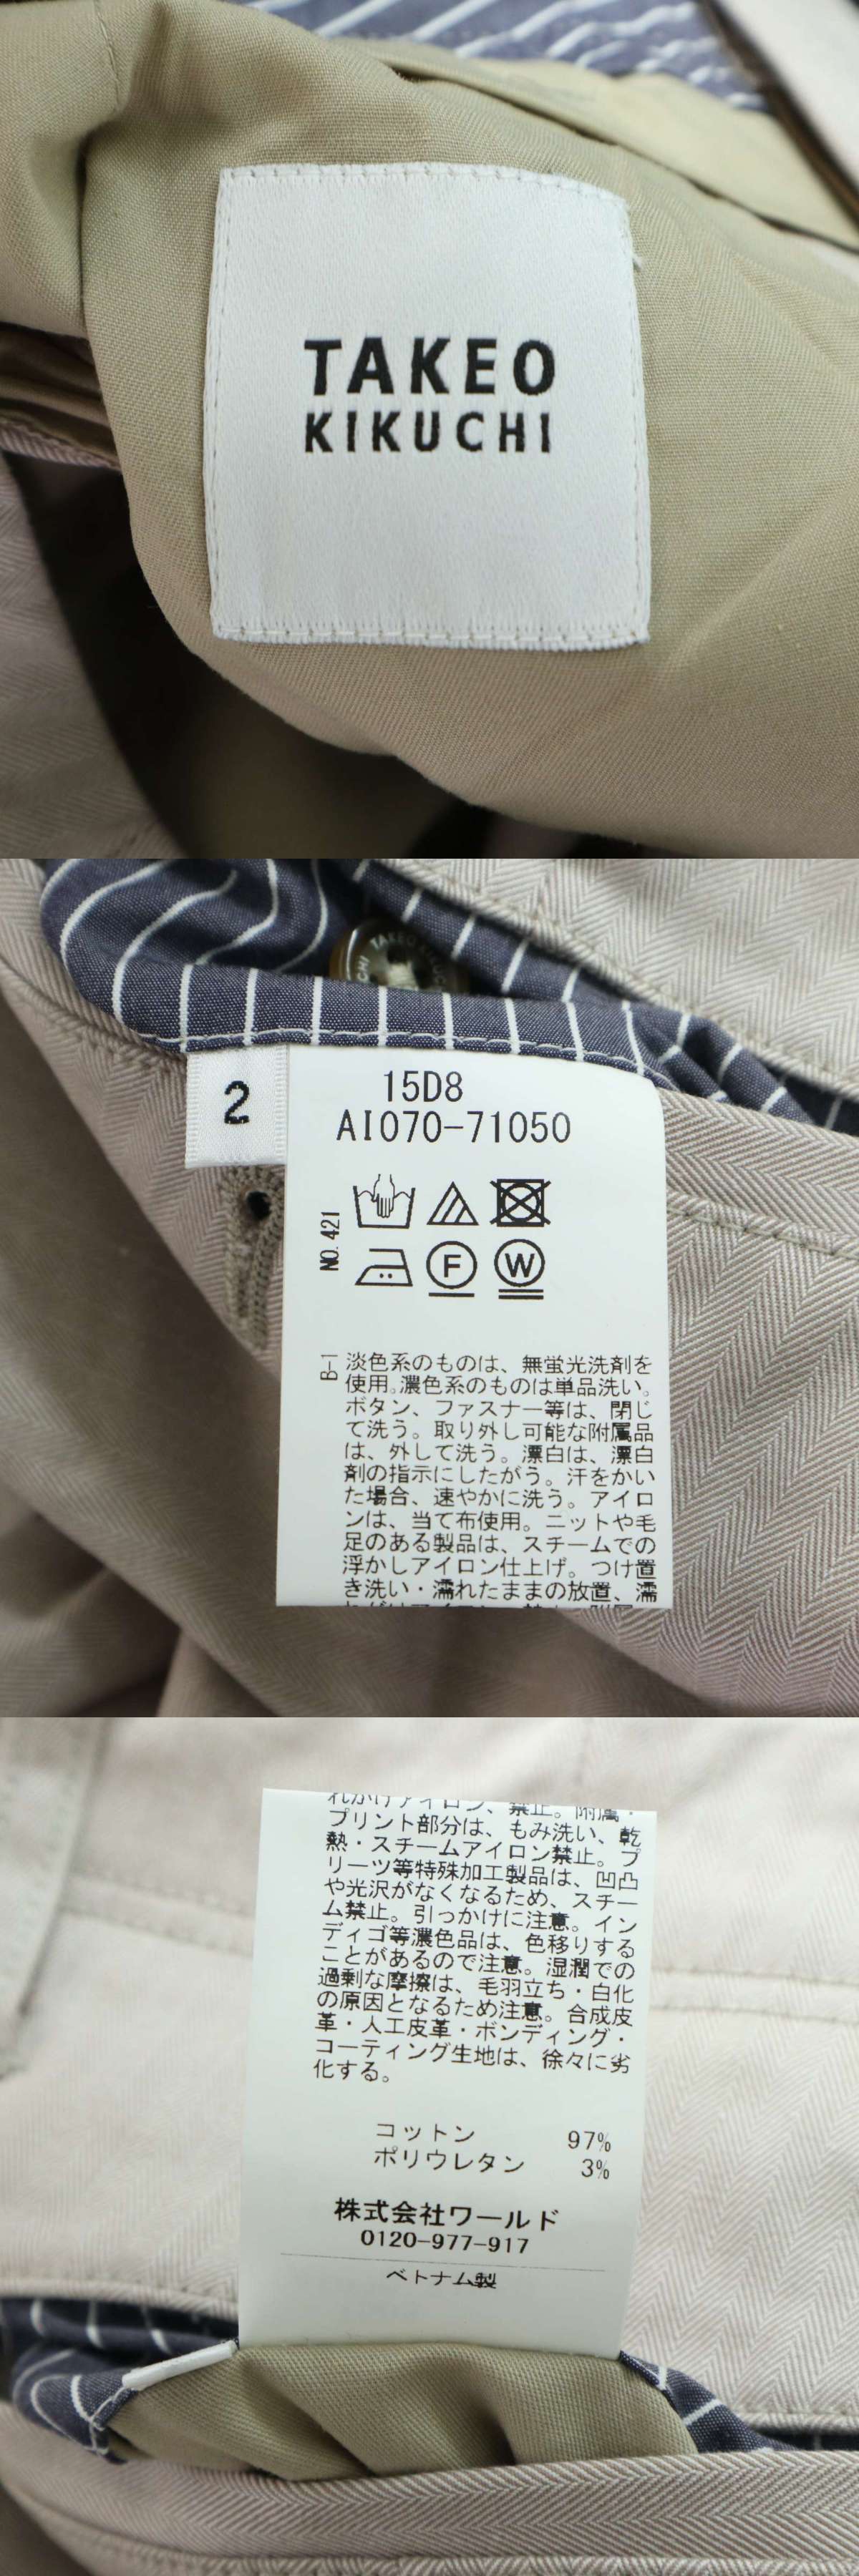 TAKEO
KIKUCHI
CHI TAKEO KIKUC
2
15D8
AI070-71050
NO. 421
F
W
B-1
淡色系のものは、無蛍光洗剤を
使用。濃色系のものは単品洗い。
ボタン、ファスナー等は、閉じ
て洗う。取り外し可能な附属品
は、外して洗う。漂白は、漂白
剤の指示にしたがう。汗をかい
た場合、速やかに洗う。アイロ
ンは、当て布使用。ニットや毛
足のある製品は、スチームでの
浮かしアイロン仕上げ。つけ置
き洗い・濡れたままの放置、濡
れがけアイロン、禁止。附属・
プリント部分は、もみ洗い、乾
熱・スチームアイロン禁止。プ
リーツ等特殊加工製品は、凹凸
や光沢がなくなるため、スチー
ム禁止。引っかけに注意。イン
ディゴ等濃色品は、色移りする
ことがあるので注意。湿潤での
過剰な摩擦は、毛羽立ち・白化
の原因となるため注意。合成皮
革・人工皮革・ボンディング・
コーティング生地は、徐々に劣
化する。
コットン 97%
ポリウレタン 3%
株式会社ワールド
0120-977-917
ベトナム製